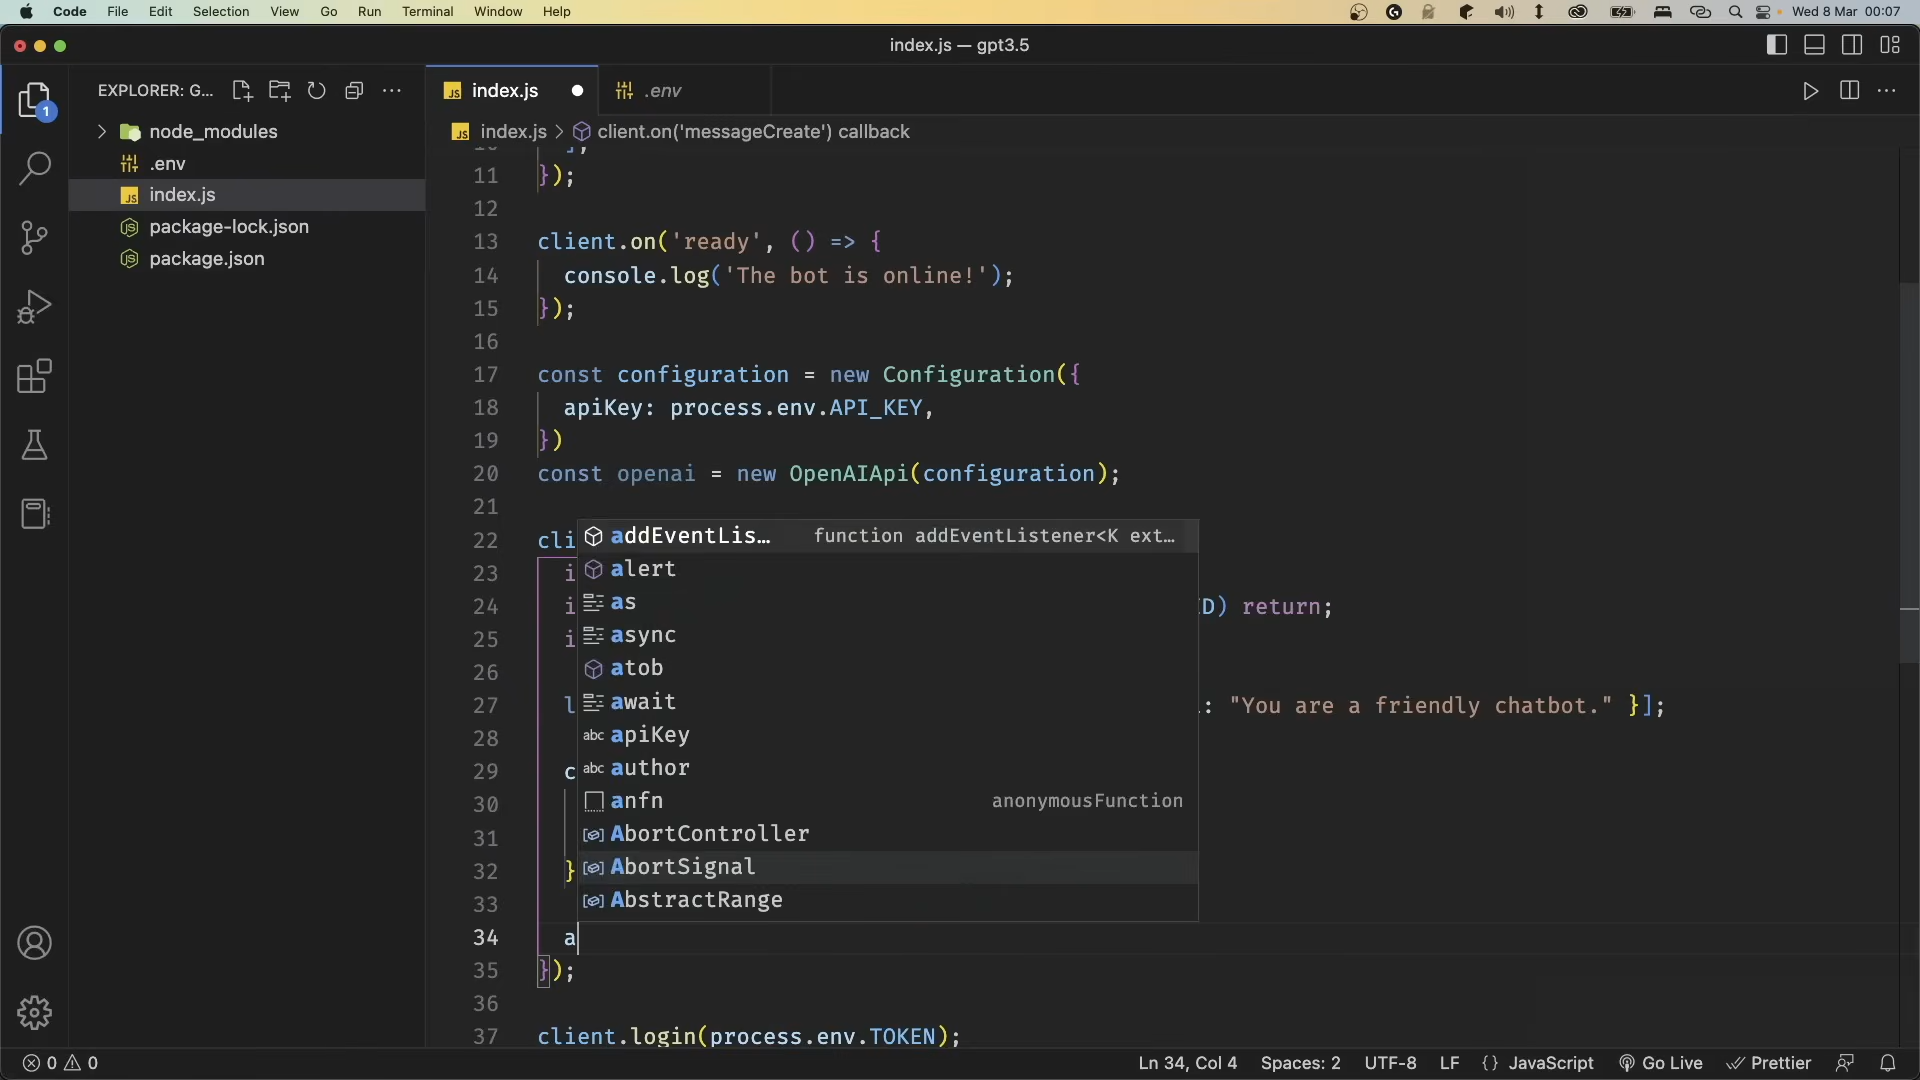 Code File Edit Selection View Go Run Terminal Window Help Wed 8 Mar 00:07
index.js — gpt3.5
EXPLORER: G...
1
node_modules
.env
index.js
package-lock.json
package.json
index.js .env
index.js > client.on('messageCreate') callback
11 });
12
13 client.on('ready', () => {
14 console.log('The bot is online!');
15 });
16
17 const configuration = new Configuration({
18 apiKey: process.env.API_KEY,
19 })
20 const openai = new OpenAIApi(configuration);
21
22 cli
23 i
24 i D) return;
25 i
26
27 l : "You are a friendly chatbot." }];
28
29 c
30
31
32 }
33
34 a
35 });
36
37 client.login(process.env.TOKEN);
addEventLis... function addEventListener<K ext...
alert
as
async
atob
await
abc apiKey
abc author
anfn anonymousFunction
AbortController
AbortSignal
AbstractRange
0 0 Ln 34, Col 4 Spaces: 2 UTF-8 LF {} JavaScript Go Live Prettier